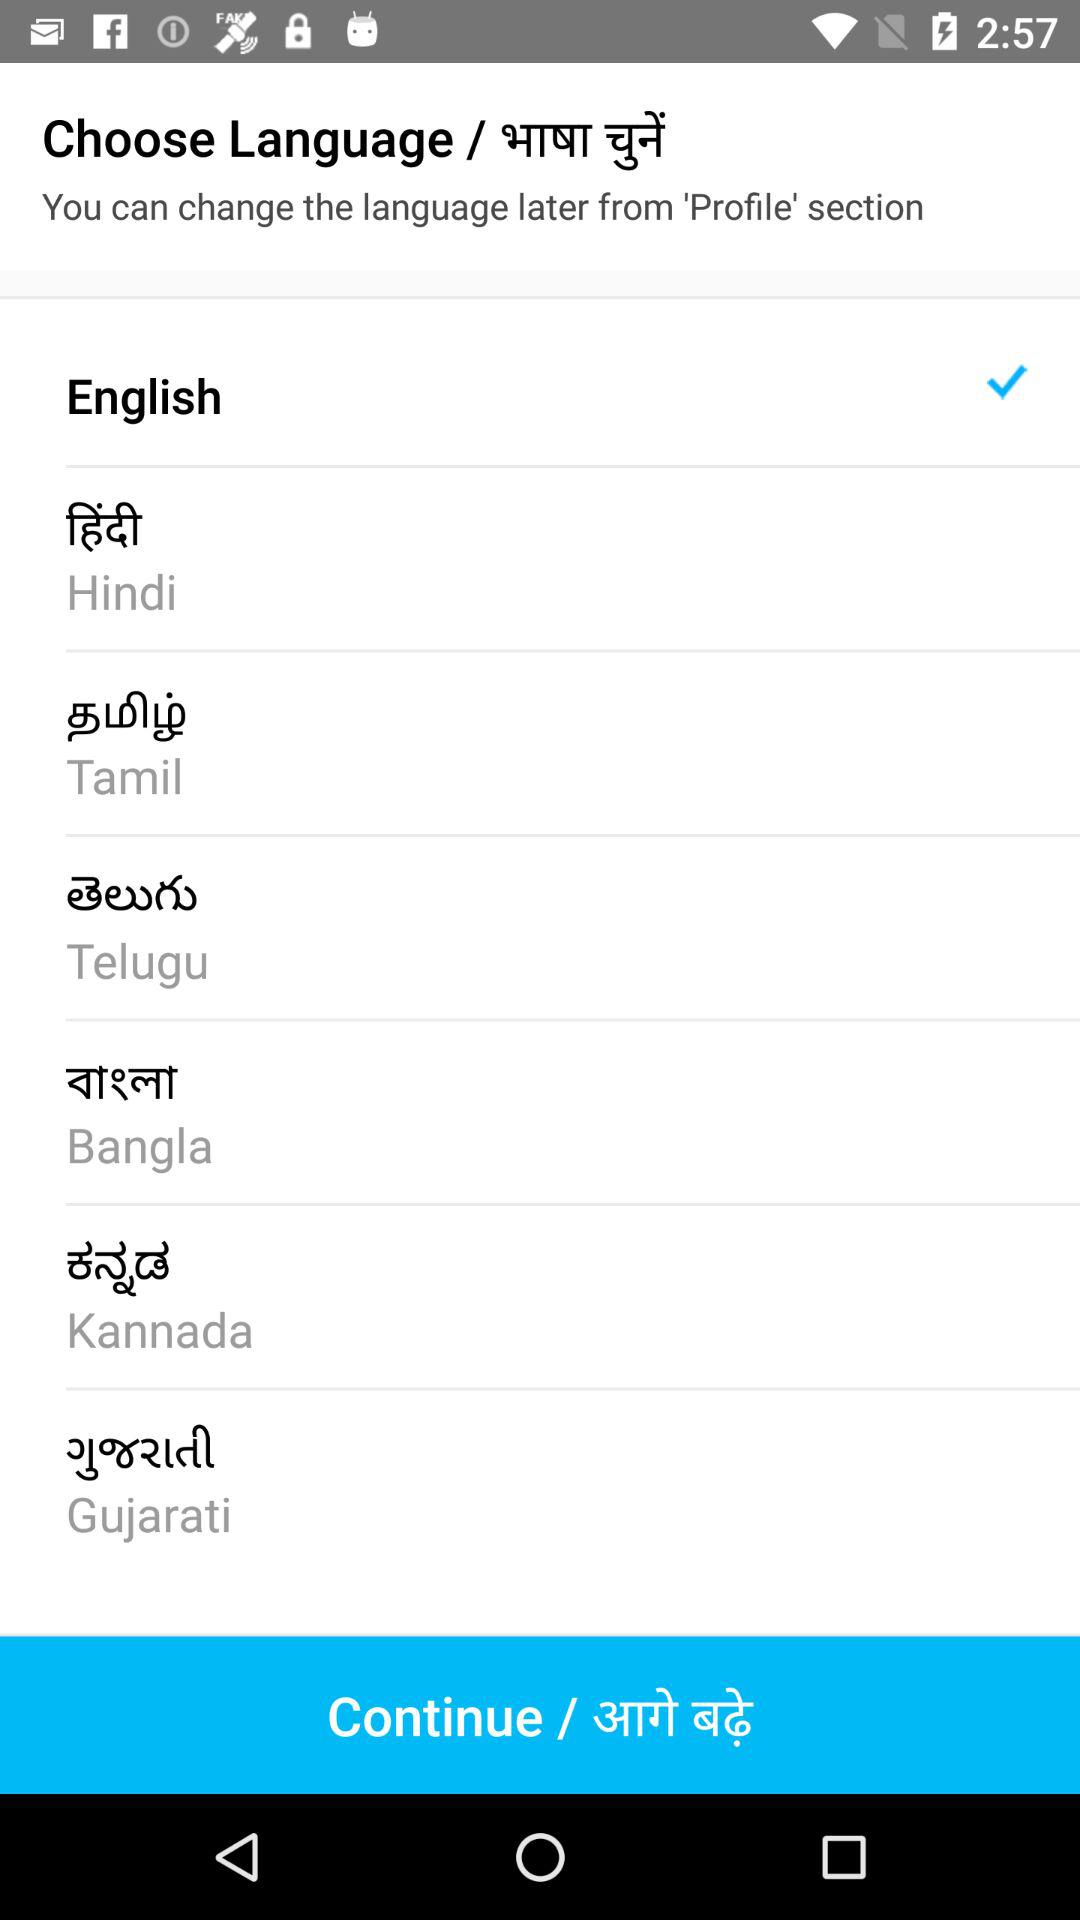 FAKE
2:57
Choose Language / भाषा चुनें
You can change the language later from 'Profile' section
English
हिंदी
Hindi
தமிழ்
Tamil
తెలుగు
Telugu
বাংলা
Bangla
ಕನ್ನಡ
Kannada
ગુજરાતી
Gujarati
Continue / आगे बढ़े